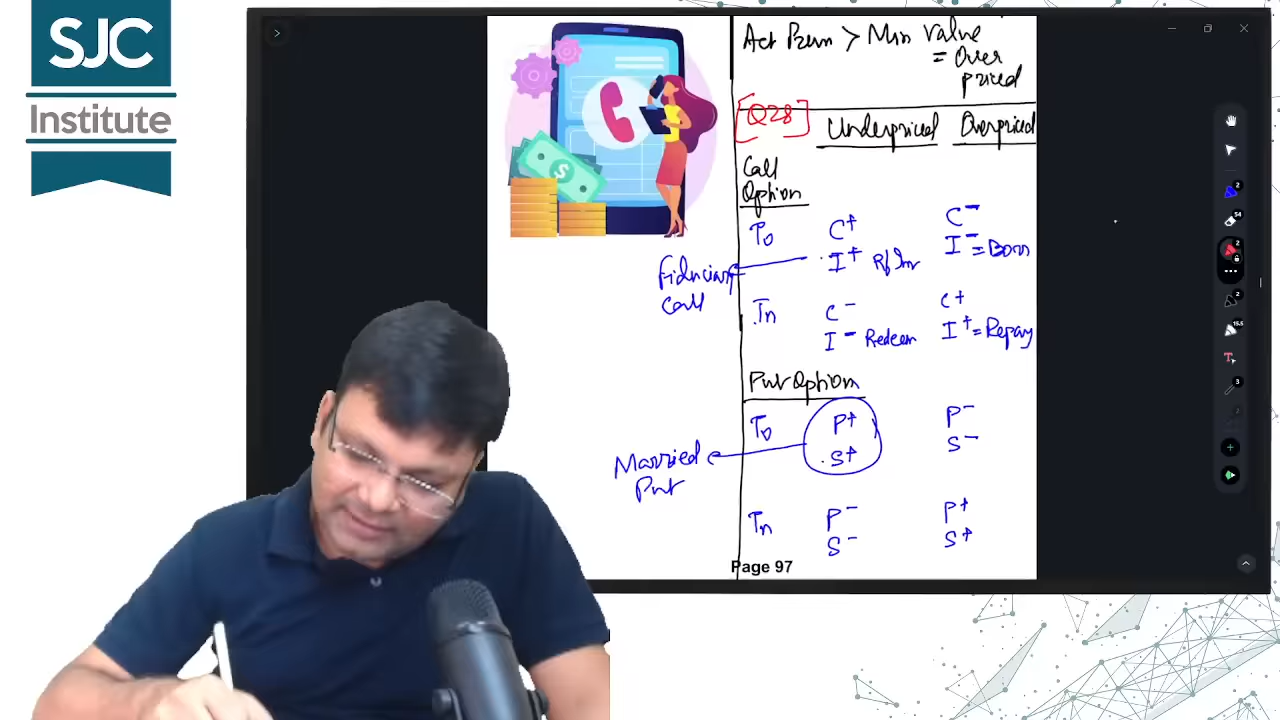 SJC
Institute
Act Prem > Min Value
= Over
priced
[Q28]
Underpriced Overpriced
Call
Option
T0 C+ C-
I+ Rf Inv I- = Borr
Fiduciary
Call
Tn C- C+
I- Redeem I+ = Repay
Put Option
T0 P+ P-
S+ S-
Married
Put
Tn P- P+
S- S+
Page 97